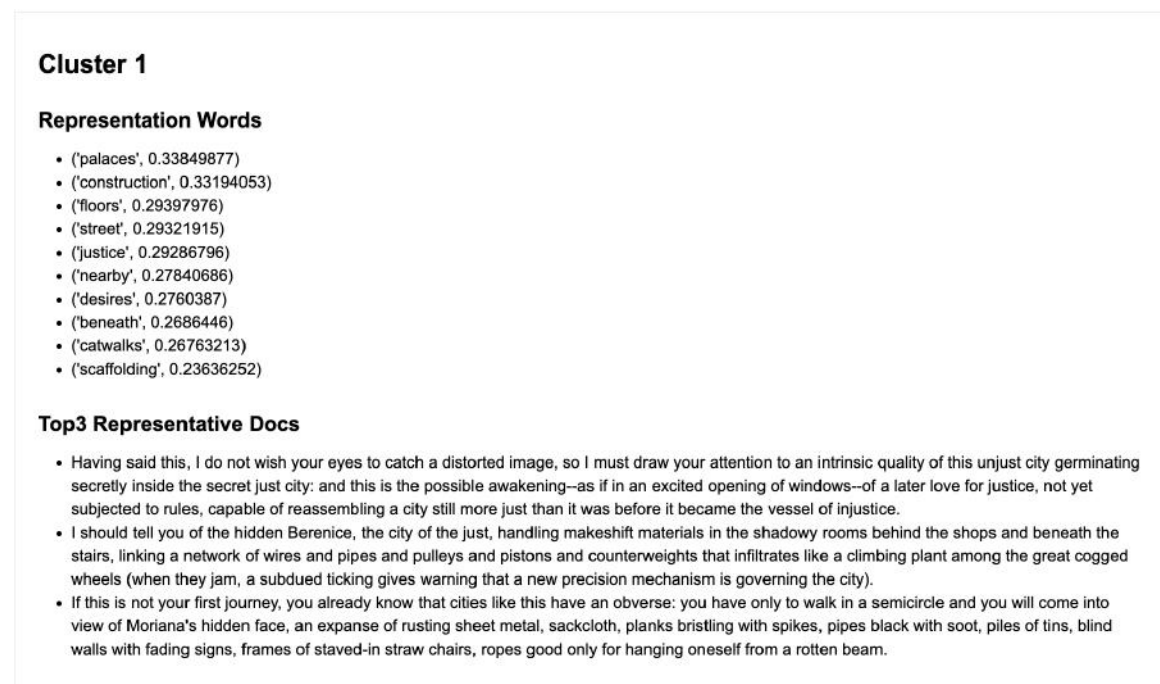 Cluster 1
Representation Words
• ('palaces', 0.33849877)
• ('construction', 0.33194053)
• ('floors', 0.29397976)
• ('street', 0.29321915)
• ('justice', 0.29286796)
• ('nearby', 0.27840686)
• ('desires', 0.2760387)
• ('beneath', 0.2686446)
• ('catwalks', 0.26763213)
• ('scaffolding', 0.23636252)
Top3 Representative Docs
• Having said this, I do not wish your eyes to catch a distorted image, so I must draw your attention to an intrinsic quality of this unjust city germinating
secretly inside the secret just city: and this is the possible awakening--as if in an excited opening of windows--of a later love for justice, not yet
subjected to rules, capable of reassembling a city still more just than it was before it became the vessel of injustice.
• I should tell you of the hidden Berenice, the city of the just, handling makeshift materials in the shadowy rooms behind the shops and beneath the
stairs, linking a network of wires and pipes and pulleys and pistons and counterweights that infiltrates like a climbing plant among the great cogged
wheels (when they jam, a subdued ticking gives warning that a new precision mechanism is governing the city).
• If this is not your first journey, you already know that cities like this have an obverse: you have only to walk in a semicircle and you will come into
view of Moriana's hidden face, an expanse of rusting sheet metal, sackcloth, planks bristling with spikes, pipes black with soot, piles of tins, blind
walls with fading signs, frames of staved-in straw chairs, ropes good only for hanging oneself from a rotten beam.